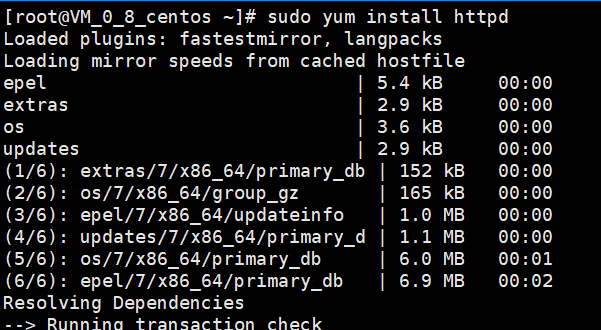 [root@VM_0_8_centos ~]# sudo yum install httpd
Loaded plugins: fastestmirror, langpacks
Loading mirror speeds from cached hostfile
epel | 5.4 kB 00:00
extras | 2.9 kB 00:00
os | 3.6 kB 00:00
updates | 2.9 kB 00:00
(1/6): extras/7/x86_64/primary_db | 152 kB 00:00
(2/6): os/7/x86_64/group_gz | 165 kB 00:00
(3/6): epel/7/x86_64/updateinfo | 1.0 MB 00:00
(4/6): updates/7/x86_64/primary_d | 1.1 MB 00:00
(5/6): os/7/x86_64/primary_db | 6.0 MB 00:01
(6/6): epel/7/x86_64/primary_db | 6.9 MB 00:02
Resolving Dependencies
--> Running transaction check